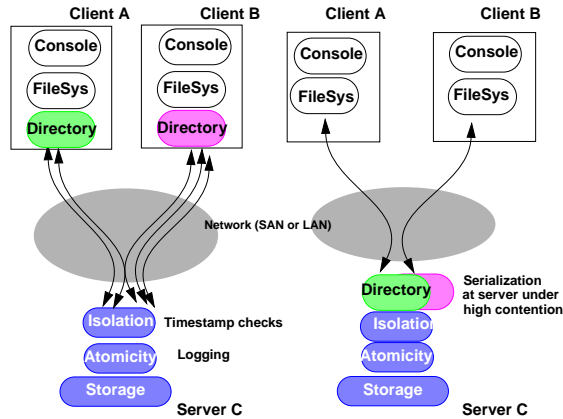 Client A
Client B
Client A
Client B
Console
Console
Console
Console
FileSys
FileSys
FileSys
FileSys
Directory
Directory
Network (SAN or LAN)
Directory
Serialization
at server under
high contention
Isolation
Timestamp checks
Isolation
Atomicity
Logging
Atomicity
Storage
Storage
Server C
Server C